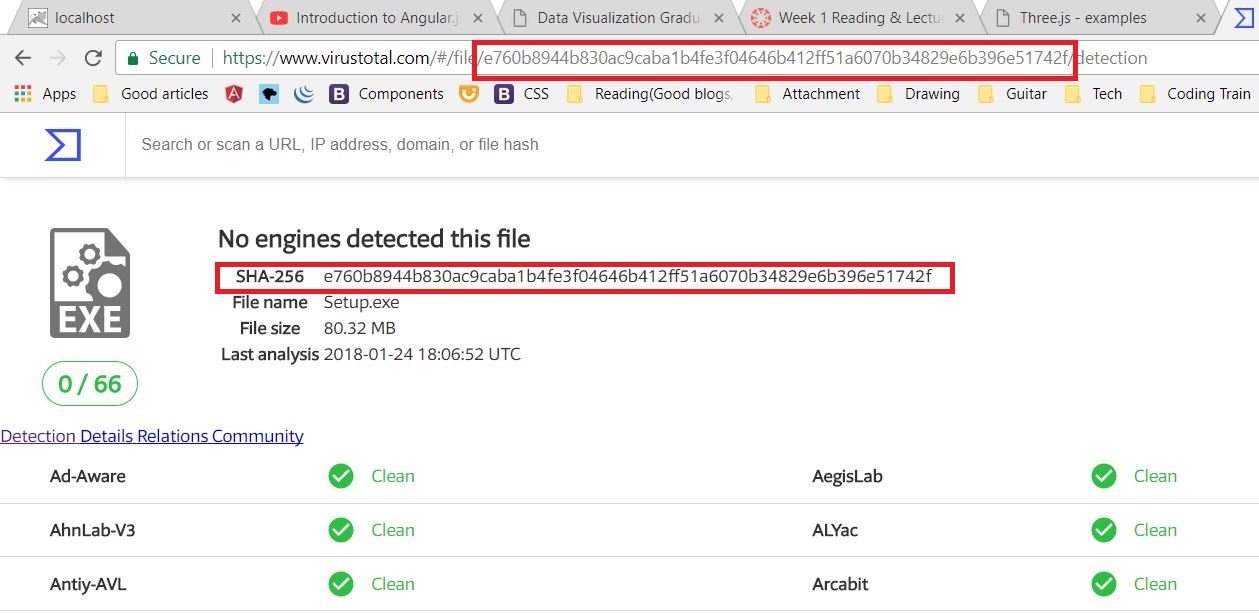 localhost
Introduction to Angular.j
Data Visualization Gradu
Week 1 Reading & Lectu
Three.js - examples
Secure https://www.virustotal.com/#/file/e760b8944b830ac9caba1b4fe3f04646b412ff51a6070b34829e6b396e51742f/detection
Apps Good articles Components CSS Reading(Good blogs, Attachment Drawing Guitar Tech Coding Train
Search or scan a URL, IP address, domain, or file hash
No engines detected this file
SHA-256 e760b8944b830ac9caba1b4fe3f04646b412ff51a6070b34829e6b396e51742f
File name Setup.exe
File size 80.32 MB
Last analysis 2018-01-24 18:06:52 UTC
EXE
0 / 66
Detection Details Relations Community
Ad-Aware Clean AegisLab Clean
AhnLab-V3 Clean ALYac Clean
Antiy-AVL Clean Arcabit Clean